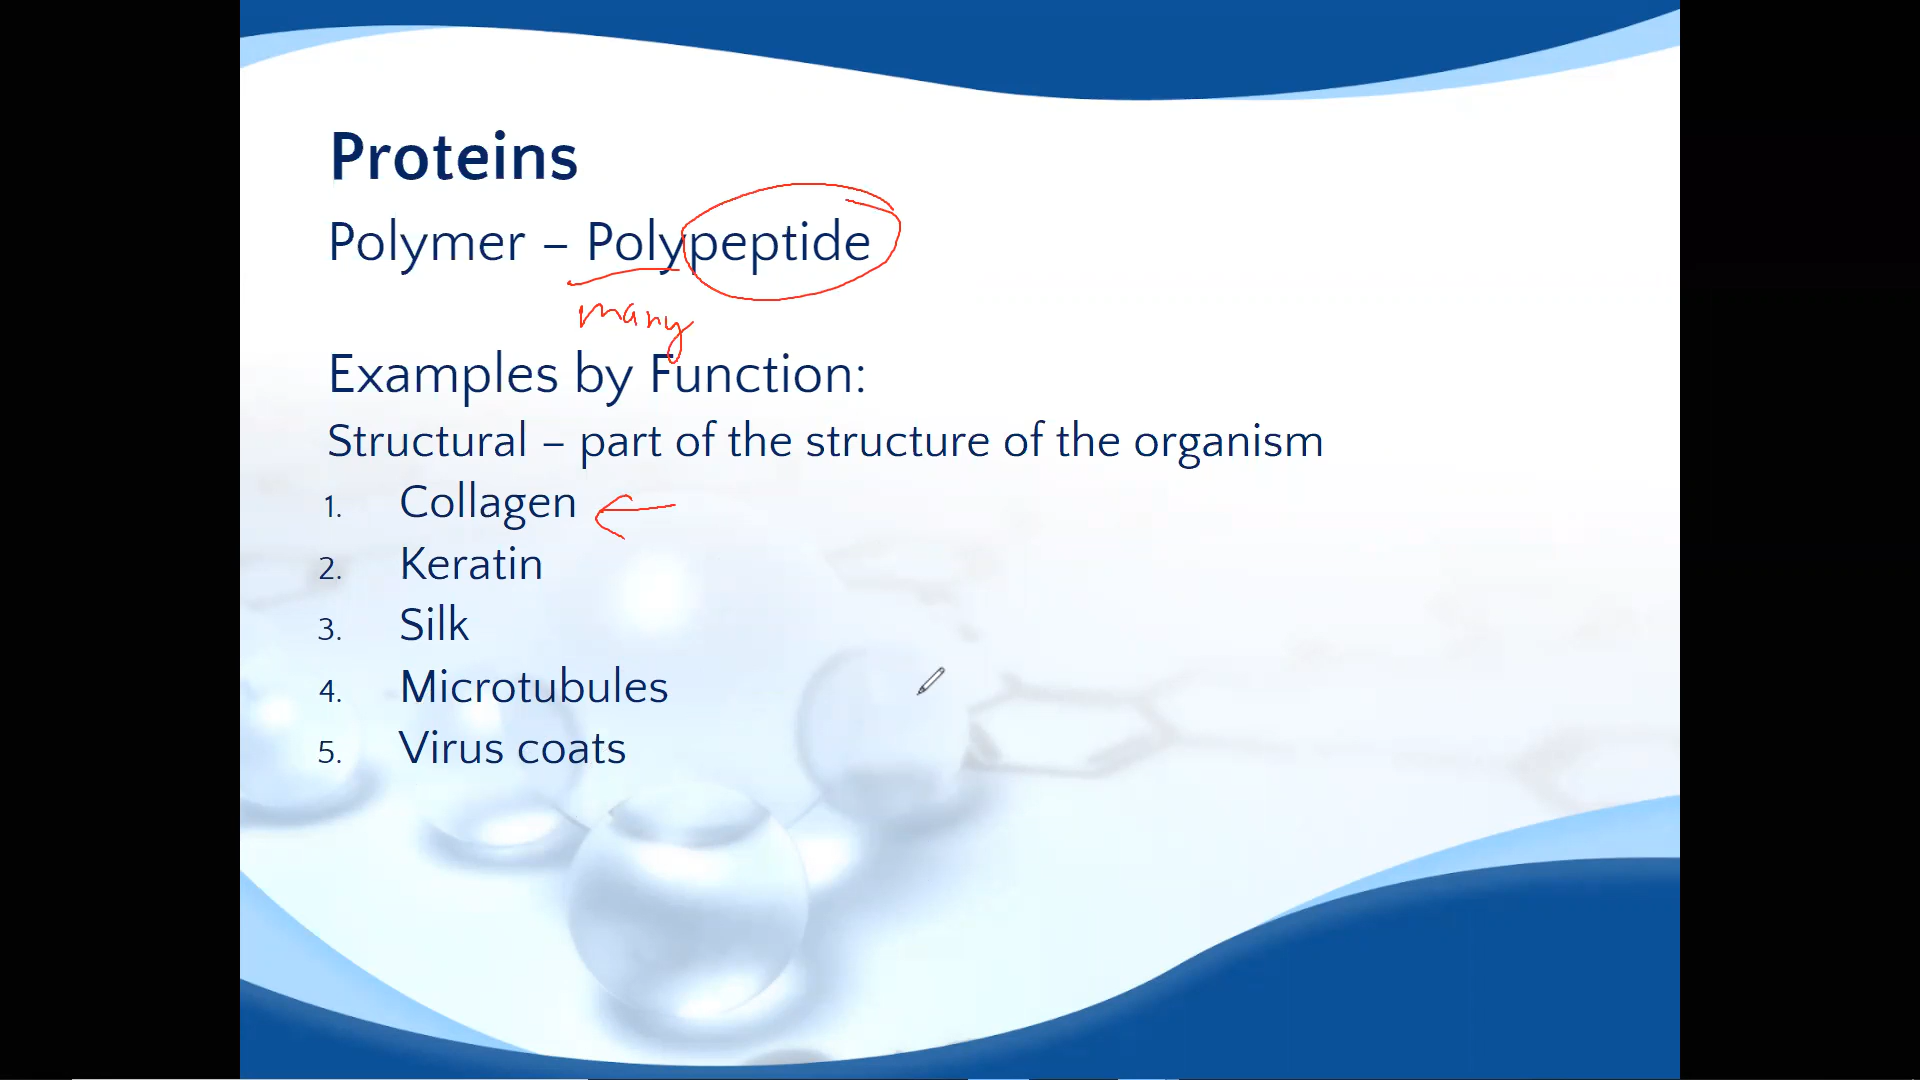 Proteins
Polymer – Polypeptide
many
Examples by Function:
Structural – part of the structure of the organism
1. Collagen
2. Keratin
3. Silk
4. Microtubules
5. Virus coats